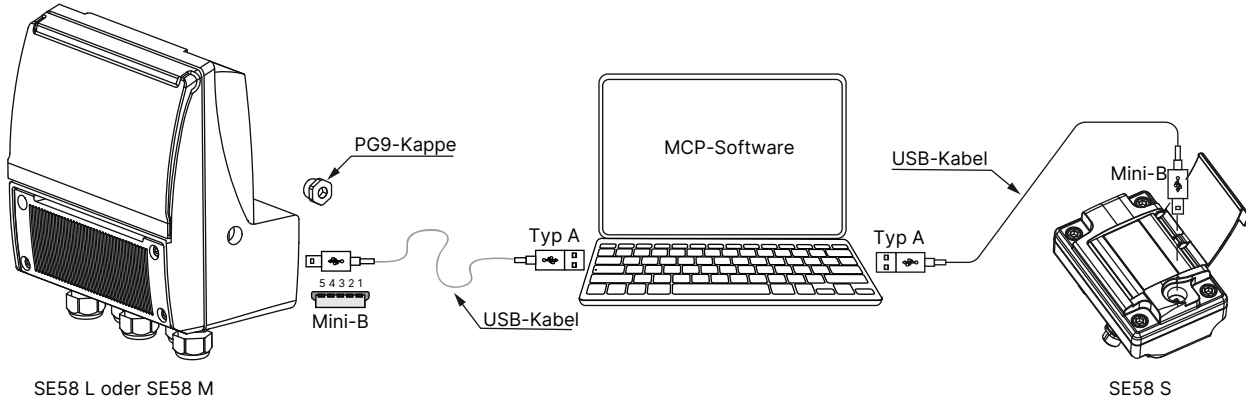 PG9-Kappe
MCP-Software
USB-Kabel
Mini-B
Typ A
Typ A
5 4 3 2 1
Mini-B
USB-Kabel
SE58 L oder SE58 M
SE58 S